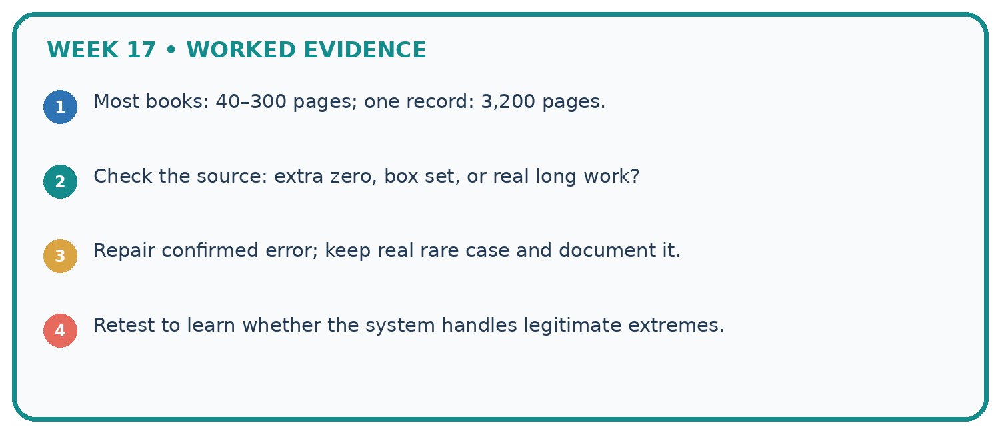 WEEK 17 • WORKED EVIDENCE
1 Most books: 40–300 pages; one record: 3,200 pages.
2 Check the source: extra zero, box set, or real long work?
3 Repair confirmed error; keep real rare case and document it.
4 Retest to learn whether the system handles legitimate extremes.